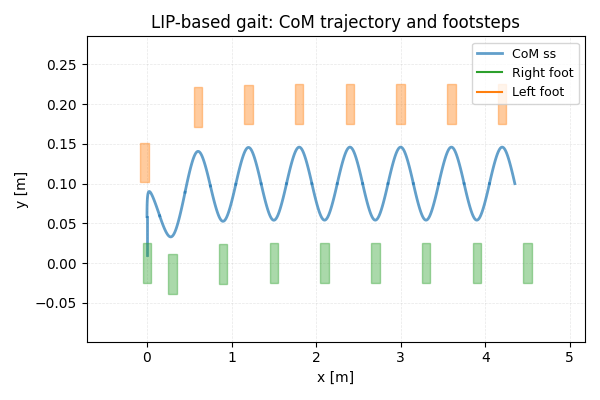 LIP-based gait: CoM trajectory and footsteps
CoM ss
Right foot
Left foot
0.25
0.20
0.15
0.10
0.05
0.00
−0.05
y [m]
0
1
2
3
4
5
x [m]